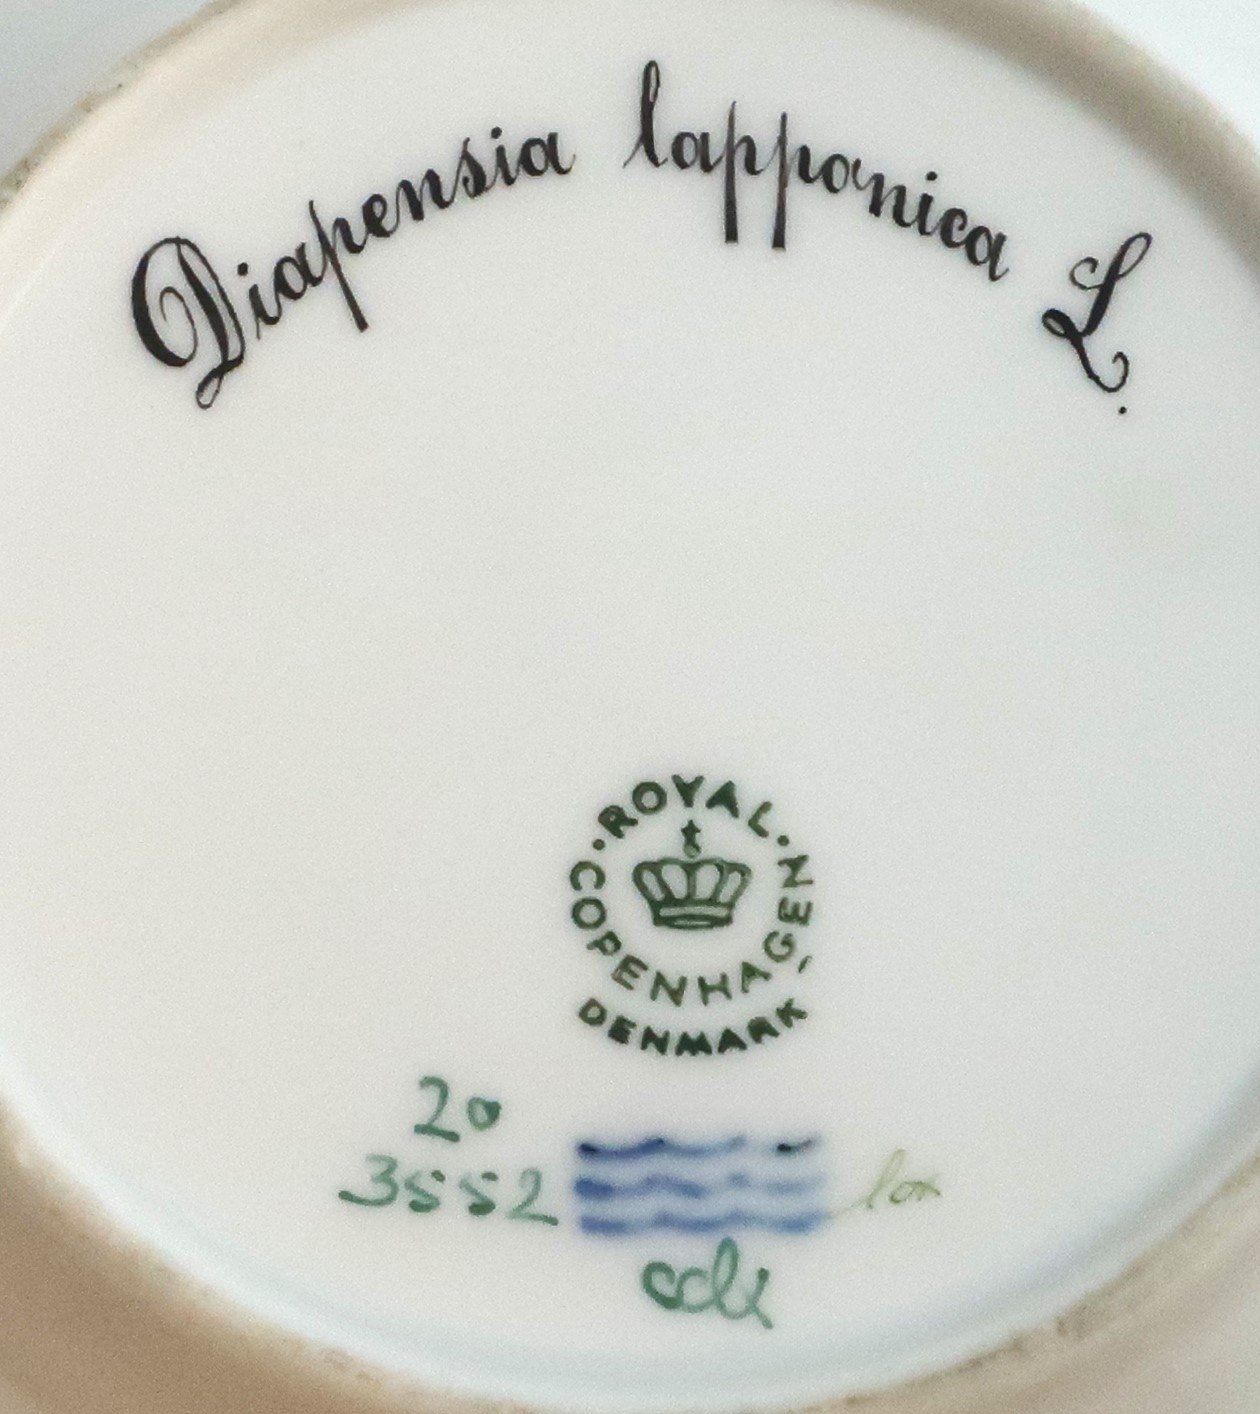 Diapensia lapponica L.
ROYAL · COPENHAGEN ·
DENMARK
20
3552